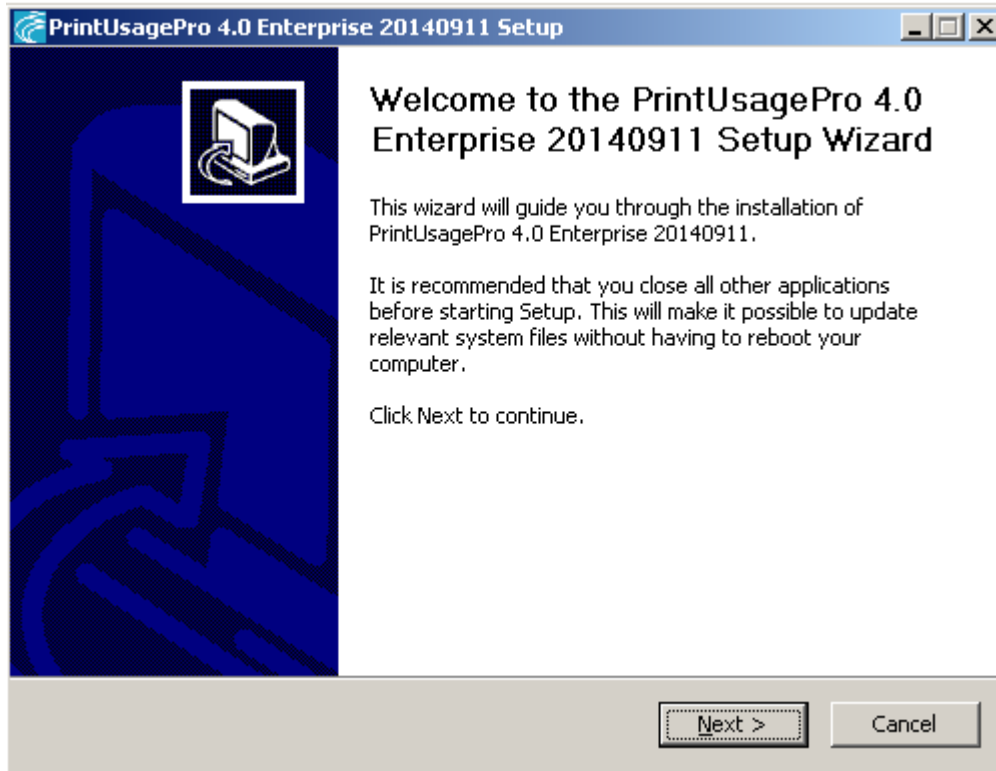 PrintUsagePro 4.0 Enterprise 20140911 Setup
Welcome to the PrintUsagePro 4.0
Enterprise 20140911 Setup Wizard
This wizard will guide you through the installation of
PrintUsagePro 4.0 Enterprise 20140911.
It is recommended that you close all other applications
before starting Setup. This will make it possible to update
relevant system files without having to reboot your
computer.
Click Next to continue.
Next > Cancel